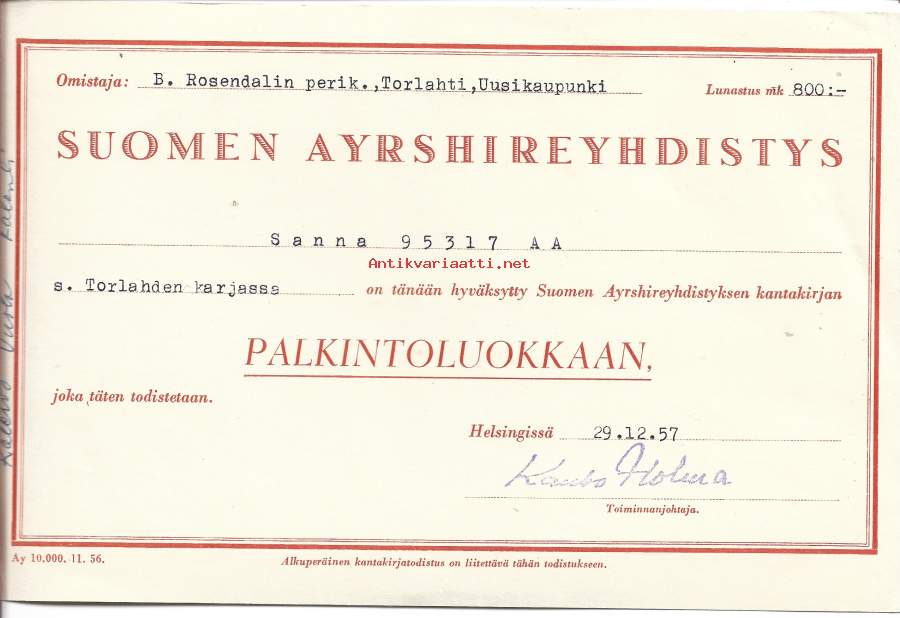 Omistaja: B. Rosendalin perik.,Torlahti,Uusikaupunki Lunastus mk 800:-
SUOMEN AYRSHIREYHDISTYS
Sanna 95317 AA
Antikvariaatti.net
s. Torlahden karjassa on tänään hyväksytty Suomen Ayrshireyhdistyksen kantakirjan
PALKINTOLUOKKAAN,
joka täten todistetaan.
Helsingissä 29.12.57
Holma
Toiminnanjohtaja.
Ay 10.000. 11. 56.
Alkuperäinen kantakirjatodistus on liitettävä tähän todistukseen.
Kalervo